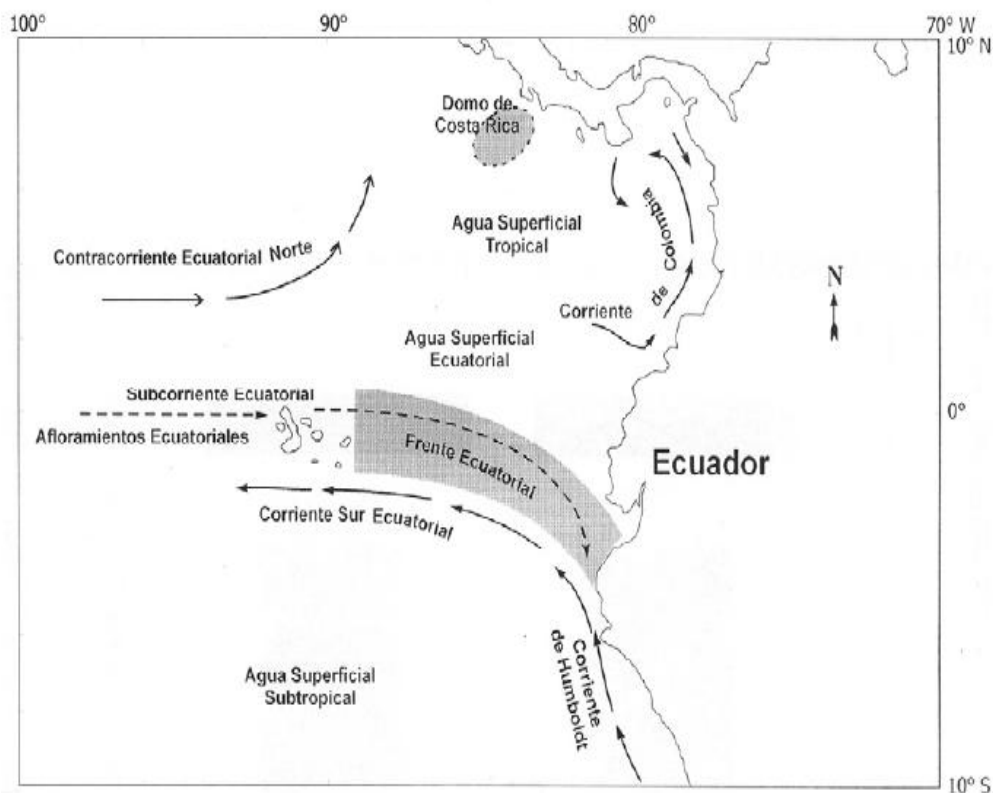 100°
90°
80°
70° W
10° N
Domo de
Costa Rica
Agua Superficial
Tropical
Contracorriente Ecuatorial Norte
Corriente de Colombia
N
Agua Superficial
Ecuatorial
Subcorriente Ecuatorial
0°
Afloramientos Ecuatoriales
Frente Ecuatorial
Ecuador
Corriente Sur Ecuatorial
Corriente
de Humboldt
Agua Superficial
Subtropical
10° S